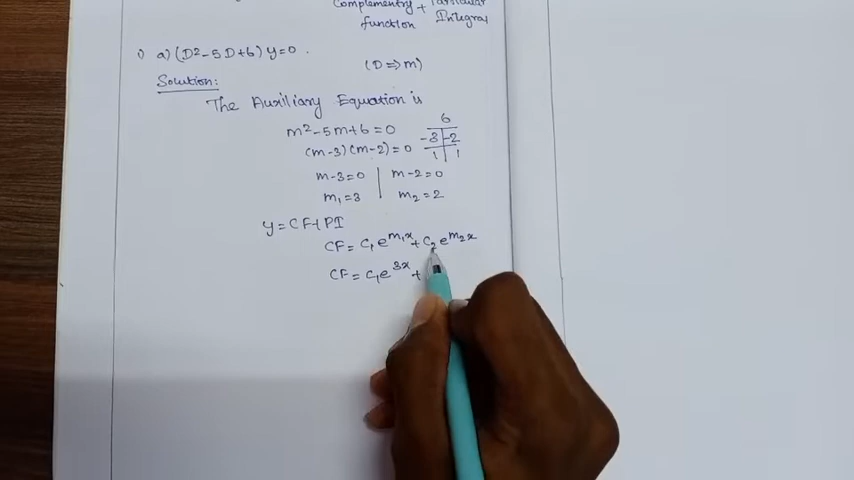 Complementry + Particular
function Integral
1) a) (D²-5D+6) y=0.
Solution: (D⇒m)
The Auxiliary Equation is
m²-5m+6=0 6
(m-3)(m-2)=0 -3 | -2
1 | 1
m-3=0 | m-2=0
m₁=3 | m₂=2
y=CF+PI
CF= C₁e^m₁x + C₂e^m₂x
CF= C₁e^3x +